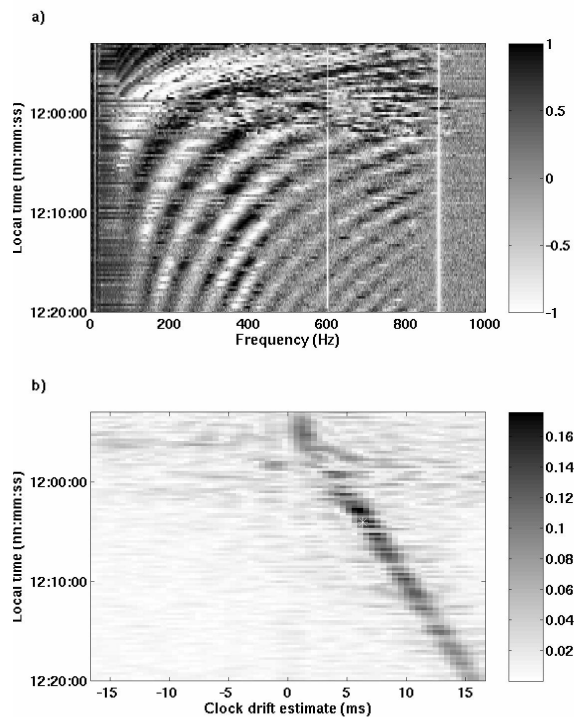 a)
Local time (nn:mm:ss)
12:00:00
12:10:00
12:20:00
0 200 400 600 800 1000
Frequency (Hz)
1
0.5
0
-0.5
-1
b)
Local time (nn:mm:ss)
12:00:00
12:10:00
12:20:00
-15 -10 -5 0 5 10 15
Clock drift estimate (ms)
0.16
0.14
0.12
0.10
0.08
0.06
0.04
0.02